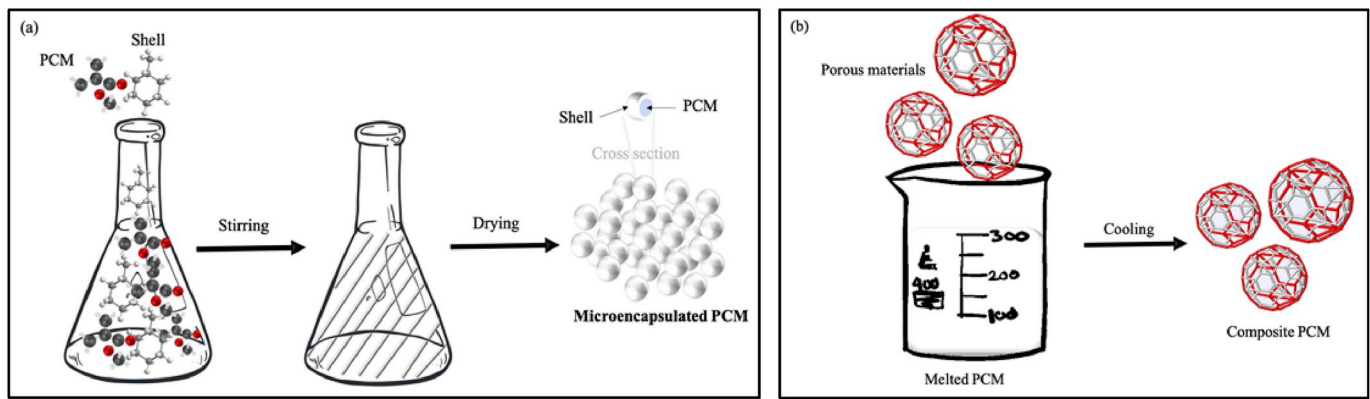 (a)
Shell
PCM
Shell
PCM
Cross section
Stirring
Drying
Microencapsulated PCM
(b)
Porous materials
300
200
100
400
Cooling
Melted PCM
Composite PCM